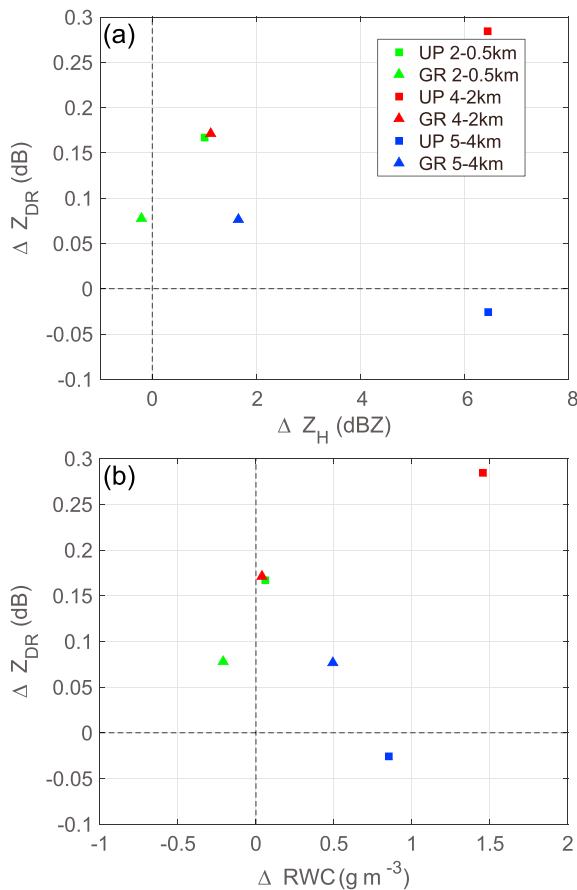 (a)
0.3
0.25
0.2
0.15
0.1
0.05
0
-0.05
-0.1
Δ Z_DR (dB)
UP 2-0.5km
GR 2-0.5km
UP 4-2km
GR 4-2km
UP 5-4km
GR 5-4km
0 2 4 6 8
Δ Z_H (dBZ)
(b)
0.3
0.25
0.2
0.15
0.1
0.05
0
-0.05
-0.1
Δ Z_DR (dB)
-1 -0.5 0 0.5 1 1.5 2
Δ RWC (g m⁻³)